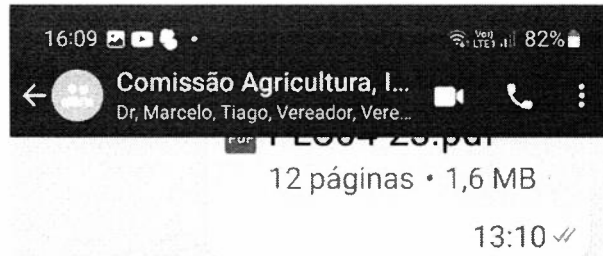 16:09 82%
Comissão Agricultura, I...
Dr, Marcelo, Tiago, Vereador, Vere...
12 páginas • 1,6 MB
13:10